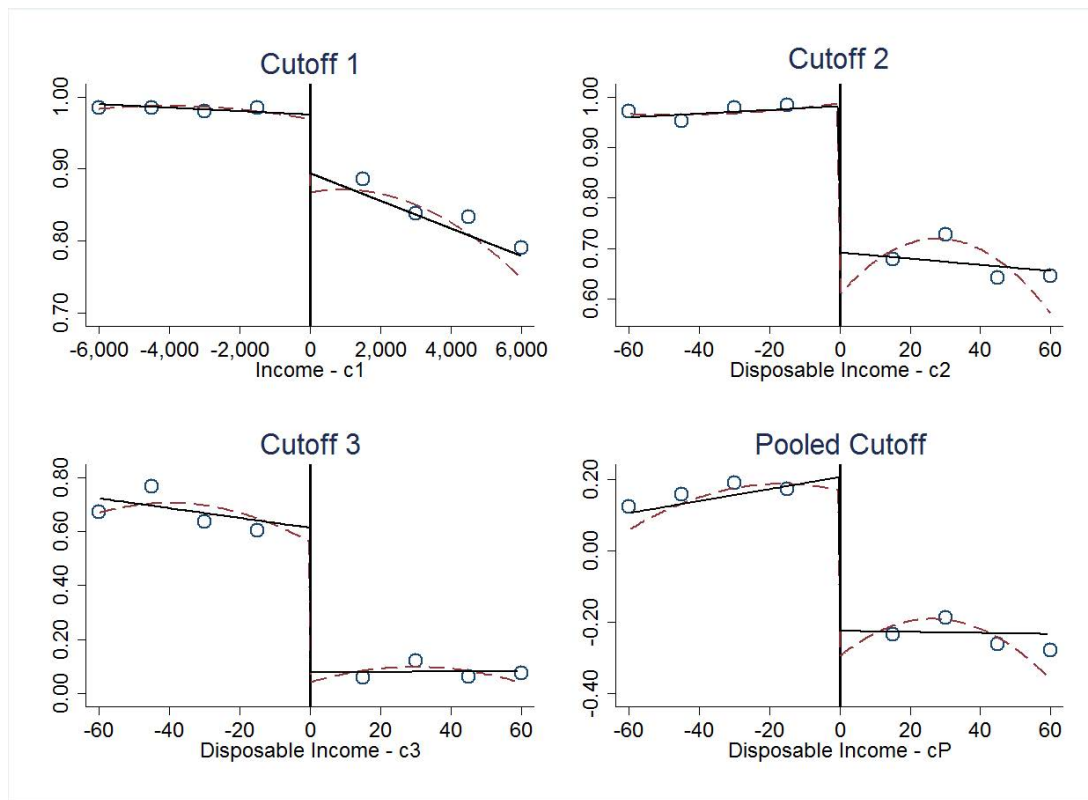 Cutoff 1
1.00
0.90
0.80
0.70
-6,000 -4,000 -2,000 0 2,000 4,000 6,000
Income - c1
Cutoff 2
1.00
0.90
0.80
0.70
0.60
-60 -40 -20 0 20 40 60
Disposable Income - c2
Cutoff 3
0.80
0.60
0.40
0.20
0.00
-60 -40 -20 0 20 40 60
Disposable Income - c3
Pooled Cutoff
0.20
0.00
-0.20
-0.40
-60 -40 -20 0 20 40 60
Disposable Income - cP